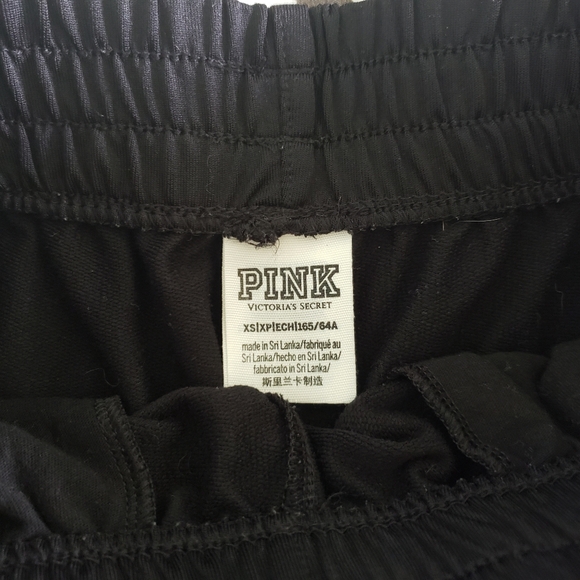 PINK
VICTORIA'S SECRET
XS|XP|ECH|165/64A
made in Sri Lanka/fabriqué au
Sri Lanka/hecho en Sri Lanka/
fabbricato in Sri Lanka/
斯里兰卡制造